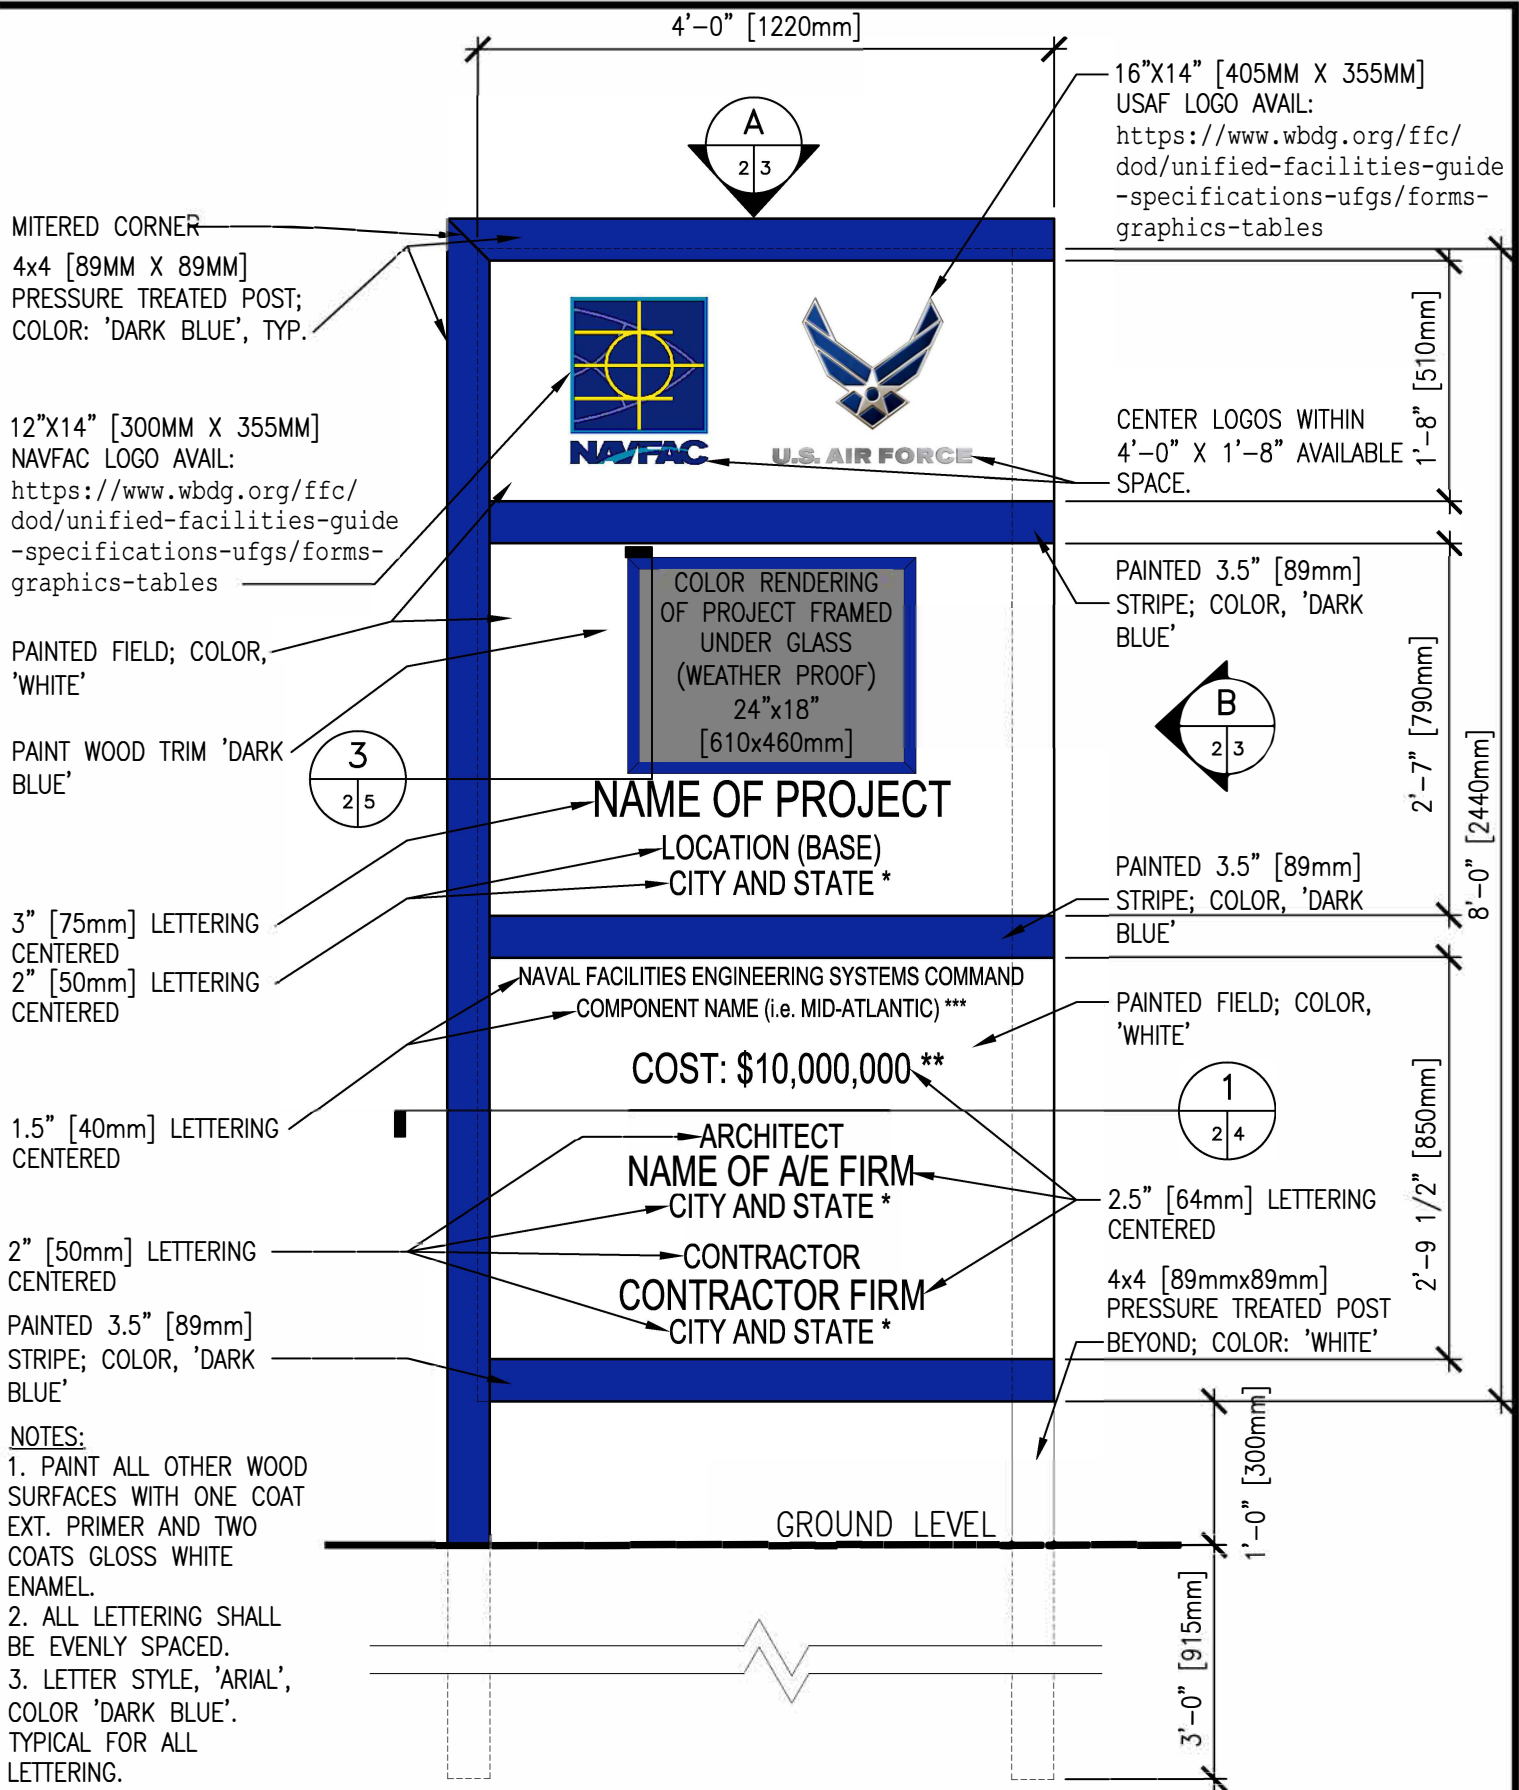 4'-0" [1220mm]
A
2 3
16"X14" [405MM X 355MM]
USAF LOGO AVAIL:
https://www.wbdg.org/ffc/
dod/unified-facilities-guide
-specifications-ufgs/forms-
graphics-tables
MITERED CORNER
4x4 [89MM X 89MM]
PRESSURE TREATED POST;
COLOR: 'DARK BLUE', TYP.
12"X14" [300MM X 355MM]
NAVFAC LOGO AVAIL:
https://www.wbdg.org/ffc/
dod/unified-facilities-guide
-specifications-ufgs/forms-
graphics-tables
NAVFAC
U.S. AIR FORCE
CENTER LOGOS WITHIN
4'-0" X 1'-8" AVAILABLE
SPACE.
1'-8" [510mm]
PAINTED FIELD; COLOR,
'WHITE'
PAINT WOOD TRIM 'DARK
BLUE'
3
2 5
COLOR RENDERING
OF PROJECT FRAMED
UNDER GLASS
(WEATHER PROOF)
24"x18"
[610x460mm]
PAINTED 3.5" [89mm]
STRIPE; COLOR, 'DARK
BLUE'
B
2 3
2'-7" [790mm]
8'-0" [2440mm]
NAME OF PROJECT
LOCATION (BASE)
CITY AND STATE *
3" [75mm] LETTERING
CENTERED
2" [50mm] LETTERING
CENTERED
PAINTED 3.5" [89mm]
STRIPE; COLOR, 'DARK
BLUE'
NAVAL FACILITIES ENGINEERING SYSTEMS COMMAND
COMPONENT NAME (i.e. MID-ATLANTIC) ***
COST: $10,000,000 **
PAINTED FIELD; COLOR,
'WHITE'
1
2 4
1.5" [40mm] LETTERING
CENTERED
ARCHITECT
NAME OF A/E FIRM
CITY AND STATE *
CONTRACTOR
CONTRACTOR FIRM
CITY AND STATE *
2.5" [64mm] LETTERING
CENTERED
2'-9 1/2" [850mm]
2" [50mm] LETTERING
CENTERED
4x4 [89mmx89mm]
PRESSURE TREATED POST
BEYOND; COLOR: 'WHITE'
PAINTED 3.5" [89mm]
STRIPE; COLOR, 'DARK
BLUE'
NOTES:
1. PAINT ALL OTHER WOOD
SURFACES WITH ONE COAT
EXT. PRIMER AND TWO
COATS GLOSS WHITE
ENAMEL.
2. ALL LETTERING SHALL
BE EVENLY SPACED.
3. LETTER STYLE, 'ARIAL',
COLOR 'DARK BLUE'.
TYPICAL FOR ALL
LETTERING.
GROUND LEVEL
1'-0" [300mm]
3'-0" [915mm]